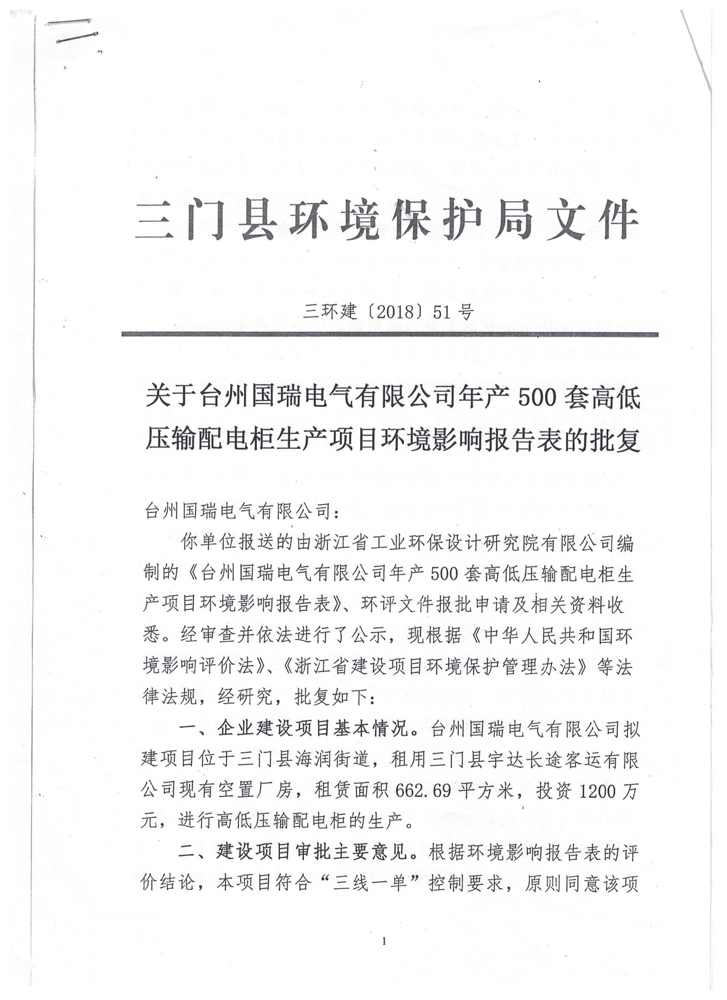 三门县环境保护局文件
三环建〔2018〕51号
关于台州国瑞电气有限公司年产 500 套高低
压输配电柜生产项目环境影响报告表的批复
台州国瑞电气有限公司：
你单位报送的由浙江省工业环保设计研究院有限公司编
制的《台州国瑞电气有限公司年产 500 套高低压输配电柜生
产项目环境影响报告表》、环评文件报批申请及相关资料收
悉。经审查并依法进行了公示，现根据《中华人民共和国环
境影响评价法》、《浙江省建设项目环境保护管理办法》等法
律法规，经研究，批复如下：
一、企业建设项目基本情况。台州国瑞电气有限公司拟
建项目位于三门县海润街道，租用三门县宇达长途客运有限
公司现有空置厂房，租赁面积 662.69 平方米，投资 1200 万
元，进行高低压输配电柜的生产。
二、建设项目审批主要意见。根据环境影响报告表的评
价结论，本项目符合“三线一单”控制要求，原则同意该项
1